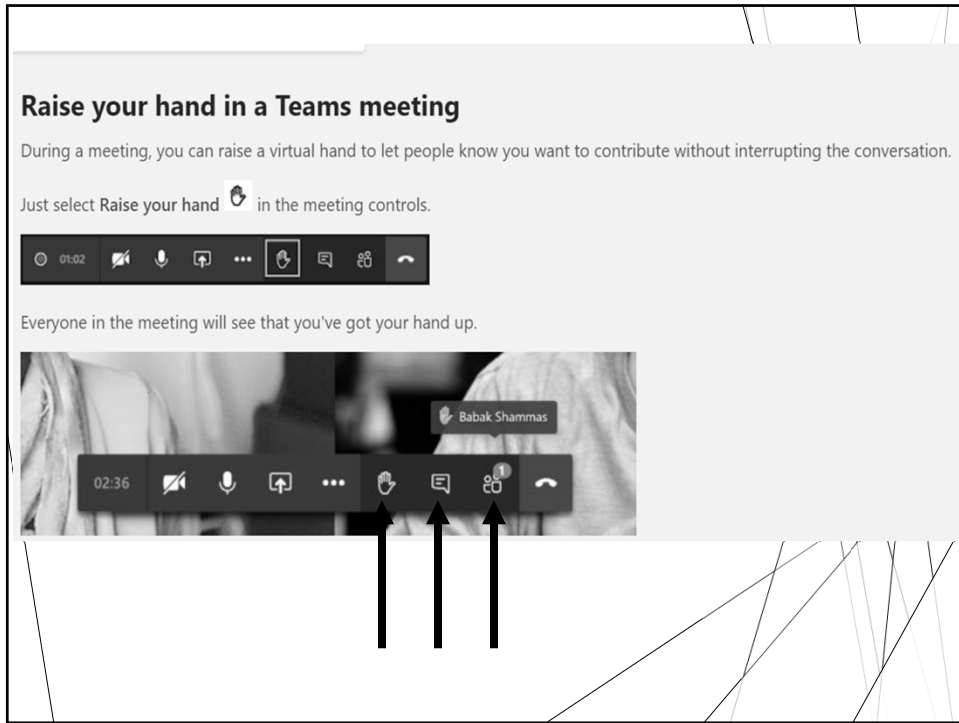 Raise your hand in a Teams meeting
During a meeting, you can raise a virtual hand to let people know you want to contribute without interrupting the conversation.
Just select Raise your hand in the meeting controls.
01:02
Everyone in the meeting will see that you've got your hand up.
Babak Shammas
02:36
1